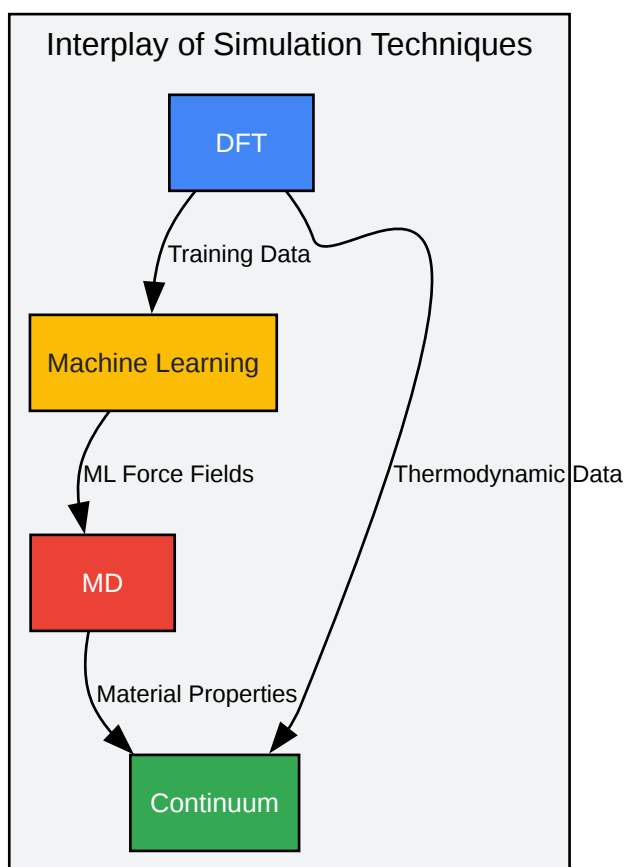 Interplay of Simulation Techniques
DFT
Training Data
Machine Learning
ML Force Fields
Thermodynamic Data
MD
Material Properties
Continuum